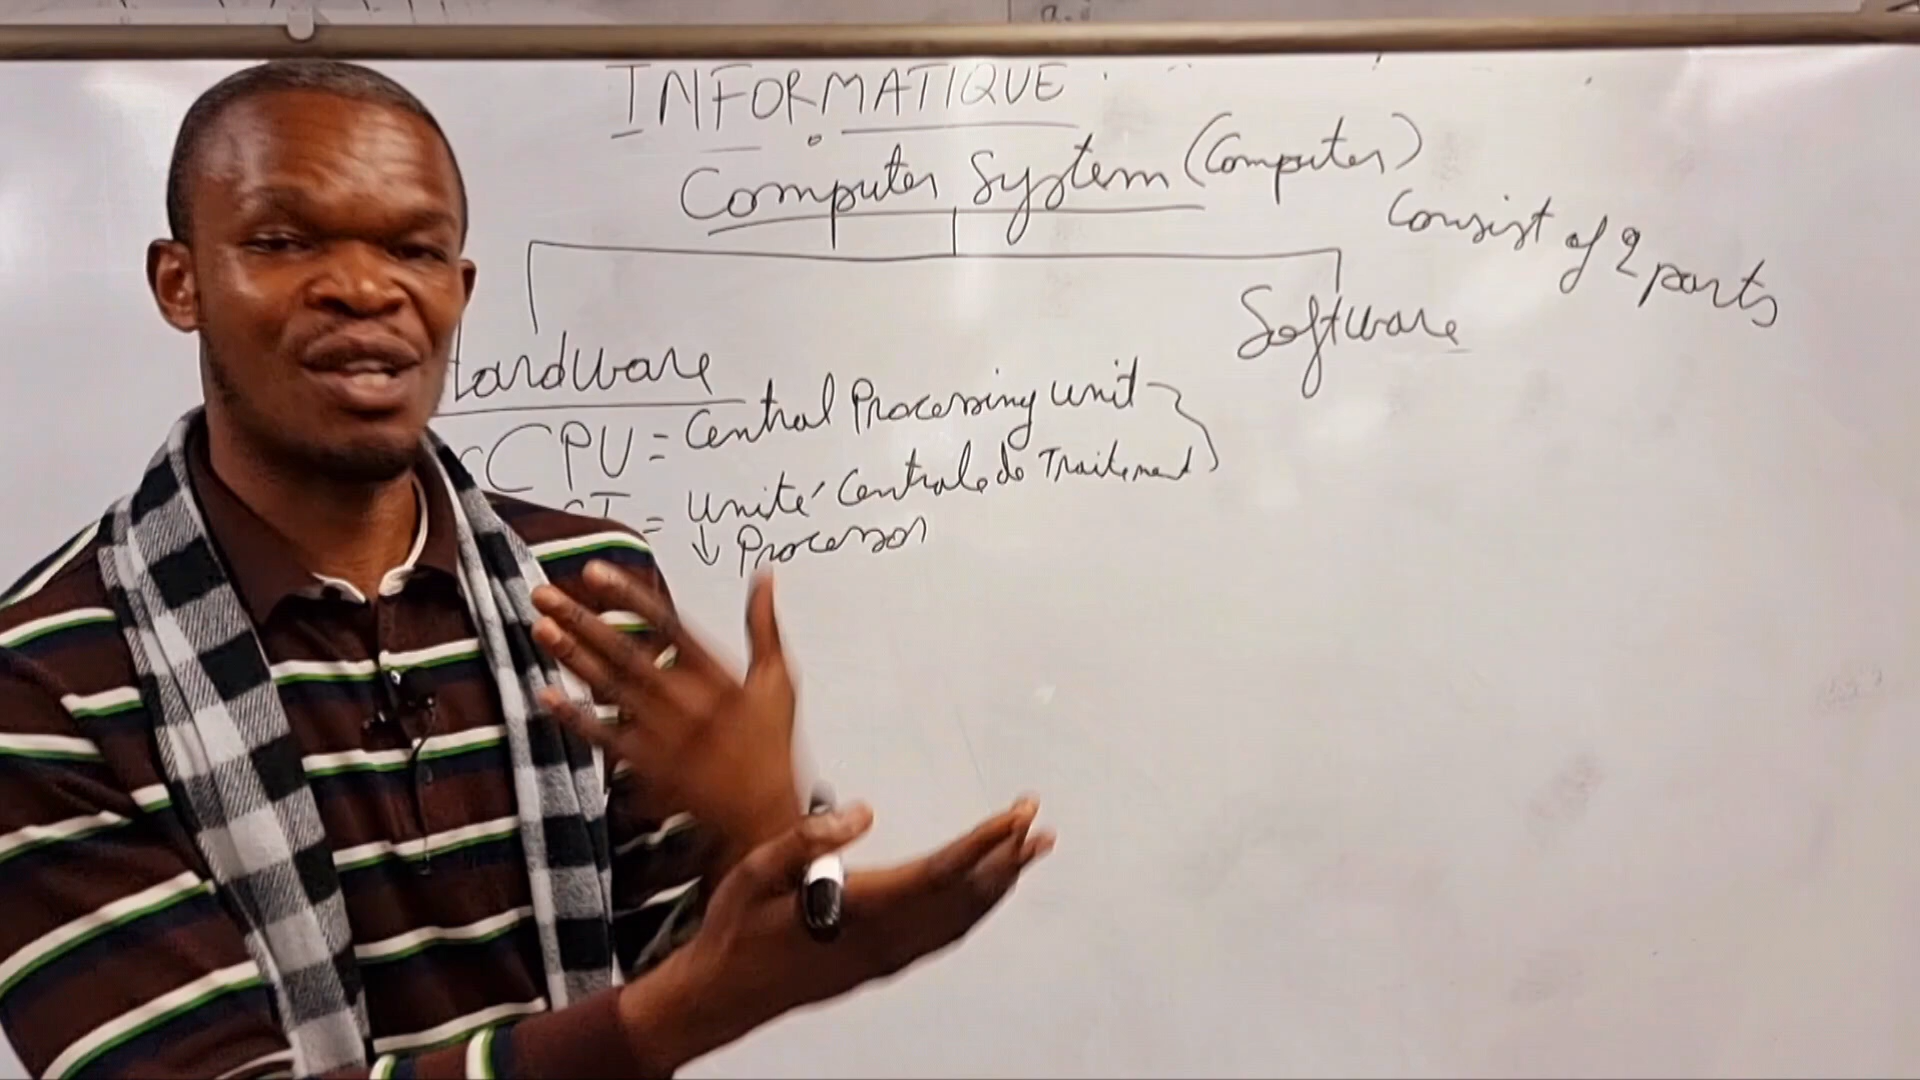 INFORMATIQUE
Computer System (Computer)
Consist of 2 parts
Hardware
Software
CPU = Central Processing unit
= Unité Centrale de Traitement
↓ Processor